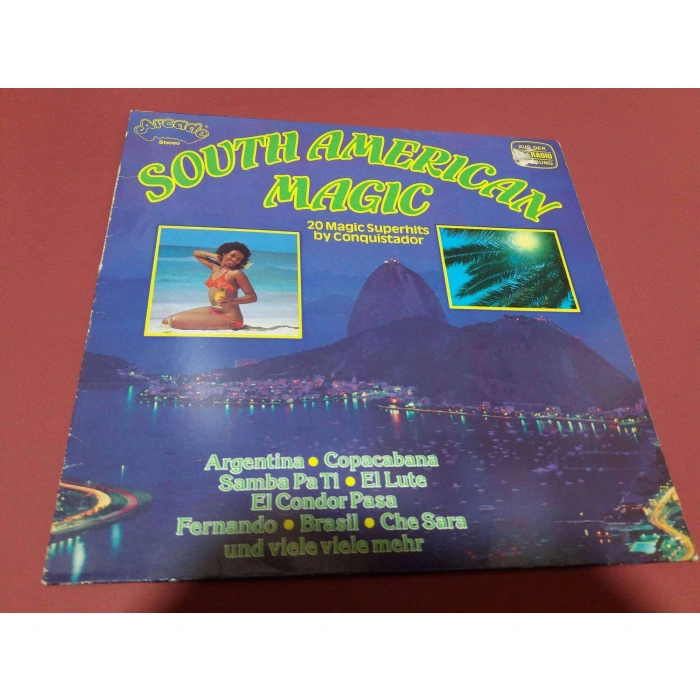 Arcade
Stereo
SOUTH AMERICAN
MAGIC
20 Magic Superhits
by Conquistador
AUS DER
RADIO
Argentina • Copacabana
Samba Pa Ti • El Lute
El Condor Pasa
Fernando • Brasil • Che Sara
und viele viele mehr